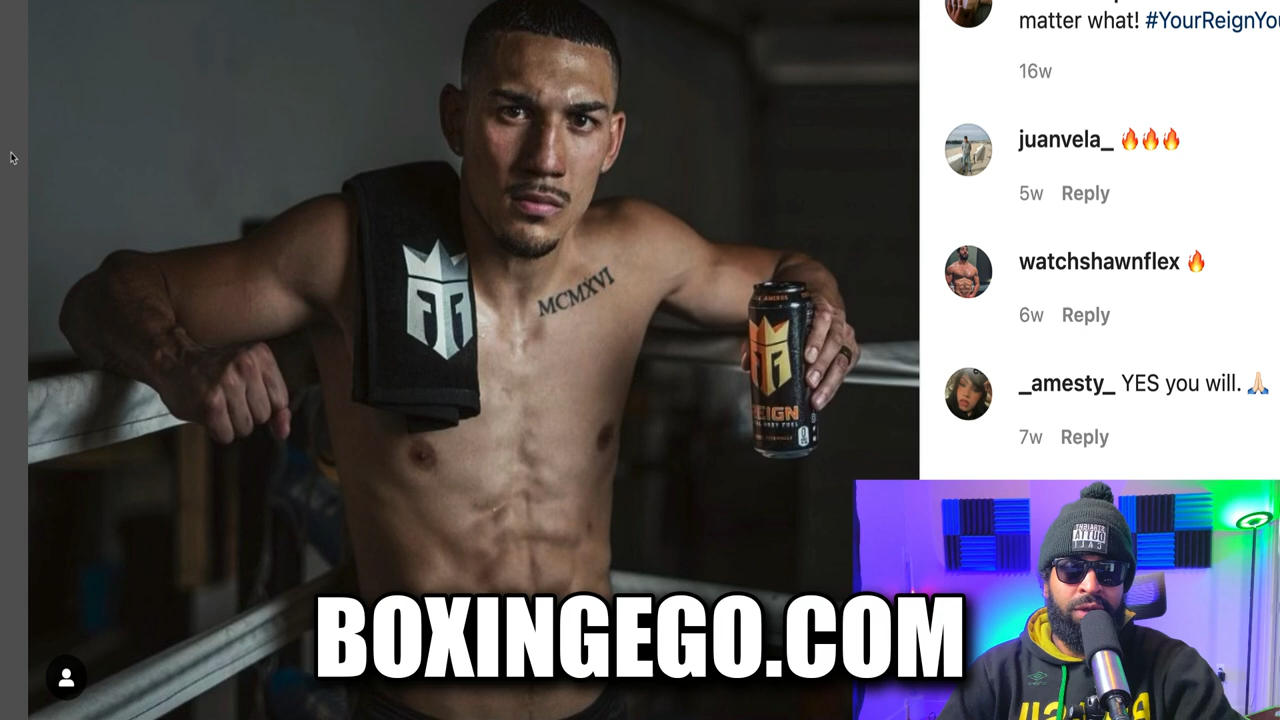 matter what! #YourReignYou
16w
juanvela_ 🔥🔥🔥
5w Reply
watchshawnflex 🔥
6w Reply
_amesty_ YES you will. 🙏🏻
7w Reply
MCMXVI
REIGN
BOXINGEGO.COM